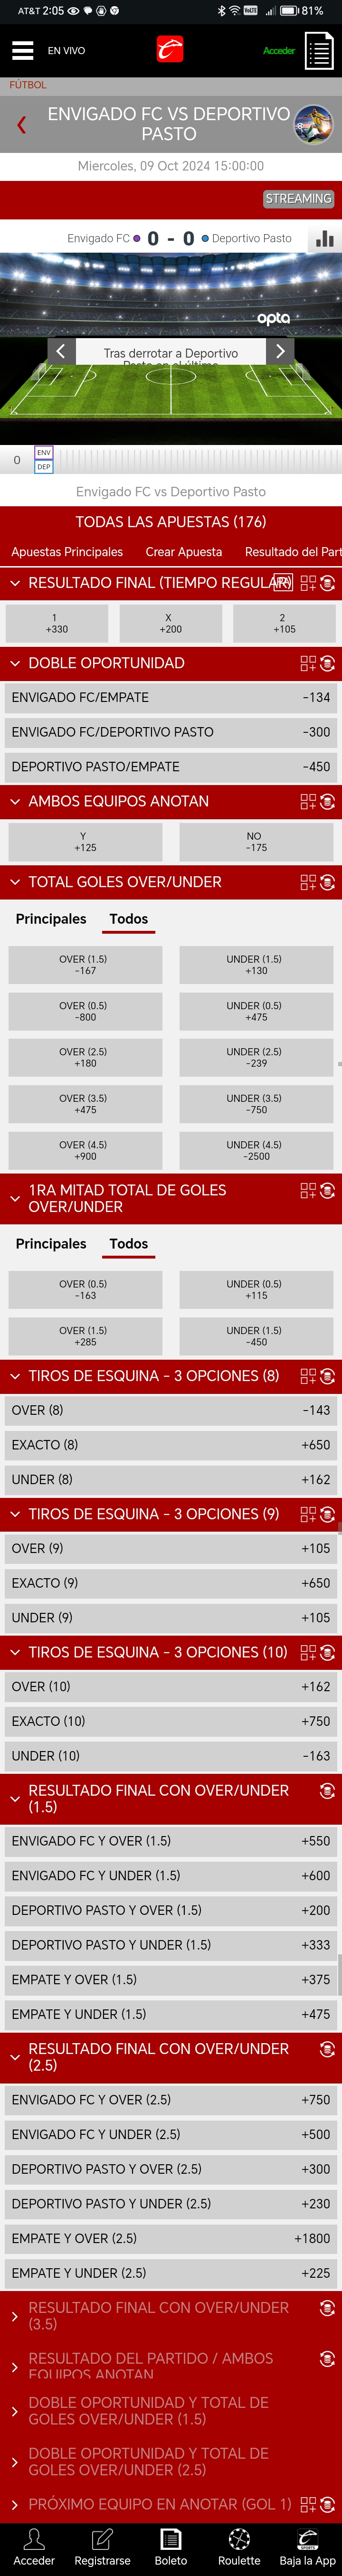 AT&T 2:05
81%
EN VIVO
Acceder
FÚTBOL
ENVIGADO FC VS DEPORTIVO
PASTO
Miercoles, 09 Oct 2024 15:00:00
STREAMING
Envigado FC 0 - 0 Deportivo Pasto
opta
Tras derrotar a Deportivo
0
ENV
DEP
Envigado FC vs Deportivo Pasto
TODAS LAS APUESTAS (176)
Apuestas Principales Crear Apuesta Resultado del Part
RESULTADO FINAL (TIEMPO REGULAR)
1 X 2
+330 +200 +105
DOBLE OPORTUNIDAD
ENVIGADO FC/EMPATE -134
ENVIGADO FC/DEPORTIVO PASTO -300
DEPORTIVO PASTO/EMPATE -450
AMBOS EQUIPOS ANOTAN
Y NO
+125 -175
TOTAL GOLES OVER/UNDER
Principales Todos
OVER (1.5) UNDER (1.5)
-167 +130
OVER (0.5) UNDER (0.5)
-800 +475
OVER (2.5) UNDER (2.5)
+180 -239
OVER (3.5) UNDER (3.5)
+475 -750
OVER (4.5) UNDER (4.5)
+900 -2500
1RA MITAD TOTAL DE GOLES
OVER/UNDER
Principales Todos
OVER (0.5) UNDER (0.5)
-163 +115
OVER (1.5) UNDER (1.5)
+285 -450
TIROS DE ESQUINA - 3 OPCIONES (8)
OVER (8) -143
EXACTO (8) +650
UNDER (8) +162
TIROS DE ESQUINA - 3 OPCIONES (9)
OVER (9) +105
EXACTO (9) +650
UNDER (9) +105
TIROS DE ESQUINA - 3 OPCIONES (10)
OVER (10) +162
EXACTO (10) +750
UNDER (10) -163
RESULTADO FINAL CON OVER/UNDER
(1.5)
ENVIGADO FC Y OVER (1.5) +550
ENVIGADO FC Y UNDER (1.5) +600
DEPORTIVO PASTO Y OVER (1.5) +200
DEPORTIVO PASTO Y UNDER (1.5) +333
EMPATE Y OVER (1.5) +375
EMPATE Y UNDER (1.5) +475
RESULTADO FINAL CON OVER/UNDER
(2.5)
ENVIGADO FC Y OVER (2.5) +750
ENVIGADO FC Y UNDER (2.5) +500
DEPORTIVO PASTO Y OVER (2.5) +300
DEPORTIVO PASTO Y UNDER (2.5) +230
EMPATE Y OVER (2.5) +1800
EMPATE Y UNDER (2.5) +225
RESULTADO FINAL CON OVER/UNDER
(3.5)
RESULTADO DEL PARTIDO / AMBOS
EQUIPOS ANOTAN
DOBLE OPORTUNIDAD Y TOTAL DE
GOLES OVER/UNDER (1.5)
DOBLE OPORTUNIDAD Y TOTAL DE
GOLES OVER/UNDER (2.5)
PRÓXIMO EQUIPO EN ANOTAR (GOL 1)
Acceder Registrarse Boleto Roulette Baja la App